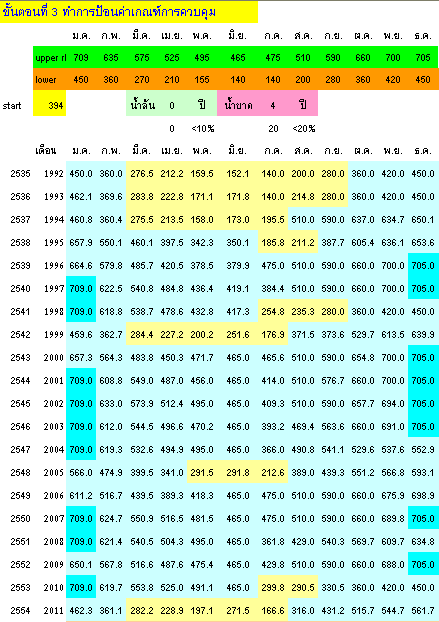 ขั้นตอนที่ 3 ทำการป้อนค่าเกณฑ์การควบคุม
ม.ค. ก.พ. มี.ค. เม.ย. พ.ค. มิ.ย. ก.ค. ส.ค. ก.ย. ต.ค. พ.ย. ธ.ค.
upper rl 709 635 575 525 495 465 475 510 590 660 700 705
lower 450 360 270 210 155 140 140 200 280 360 420 450
start 394 น้ำล้น 0 ปี น้ำขาด 4 ปี
0 <10% 20 <20%
เดือน ม.ค. ก.พ. มี.ค. เม.ย. พ.ค. มิ.ย. ก.ค. ส.ค. ก.ย. ต.ค. พ.ย. ธ.ค.
2535 1992 450.0 360.0 276.5 212.2 159.5 152.1 140.0 200.0 280.0 360.0 420.0 450.0
2536 1993 462.1 369.6 283.8 222.8 171.1 171.8 140.0 214.8 280.0 360.0 420.0 450.0
2537 1994 460.8 360.4 275.5 213.5 158.0 173.0 195.5 510.0 590.0 637.0 634.7 650.1
2538 1995 657.9 550.1 460.1 397.5 342.3 350.1 185.8 211.2 387.7 605.4 636.1 653.6
2539 1996 664.6 579.8 485.7 420.5 378.5 379.9 475.0 510.0 590.0 660.0 700.0 705.0
2540 1997 709.0 622.5 540.8 484.8 436.4 419.1 384.4 510.0 590.0 660.0 700.0 705.0
2541 1998 709.0 618.8 538.7 478.6 432.8 417.3 254.8 235.3 280.0 360.0 420.0 450.0
2542 1999 459.6 362.7 284.4 227.2 200.2 251.6 176.9 371.5 373.6 529.7 613.5 639.9
2543 2000 657.3 564.3 483.8 450.3 471.7 465.0 465.6 510.0 590.0 654.8 700.0 705.0
2544 2001 709.0 608.8 549.0 487.0 456.0 465.0 414.0 510.0 576.7 660.0 700.0 705.0
2545 2002 709.0 633.0 573.9 512.4 495.0 465.0 409.3 510.0 590.0 657.7 694.0 705.0
2546 2003 709.0 612.0 544.5 496.6 470.2 465.0 393.2 469.4 563.6 660.0 691.0 705.0
2547 2004 709.0 619.3 532.6 494.9 495.0 465.0 366.0 490.8 541.1 529.6 537.6 552.9
2548 2005 566.0 474.9 399.5 341.0 291.5 291.8 212.6 389.0 439.3 551.2 566.8 593.1
2549 2006 611.2 516.7 439.5 389.3 418.3 465.0 475.0 510.0 590.0 660.0 675.9 698.9
2550 2007 709.0 624.7 550.9 516.5 481.5 465.0 475.0 510.0 590.0 660.0 689.8 705.0
2551 2008 709.0 621.4 540.5 504.3 495.0 465.0 361.8 429.0 540.3 569.7 609.7 634.8
2552 2009 650.1 567.8 516.6 487.6 475.4 465.0 429.8 510.0 590.0 660.0 688.0 705.0
2553 2010 709.0 619.7 553.8 525.0 491.1 465.0 299.8 290.5 330.5 360.0 420.0 450.0
2554 2011 462.3 361.1 282.2 228.9 197.1 271.5 166.6 316.0 431.2 515.7 544.7 561.7